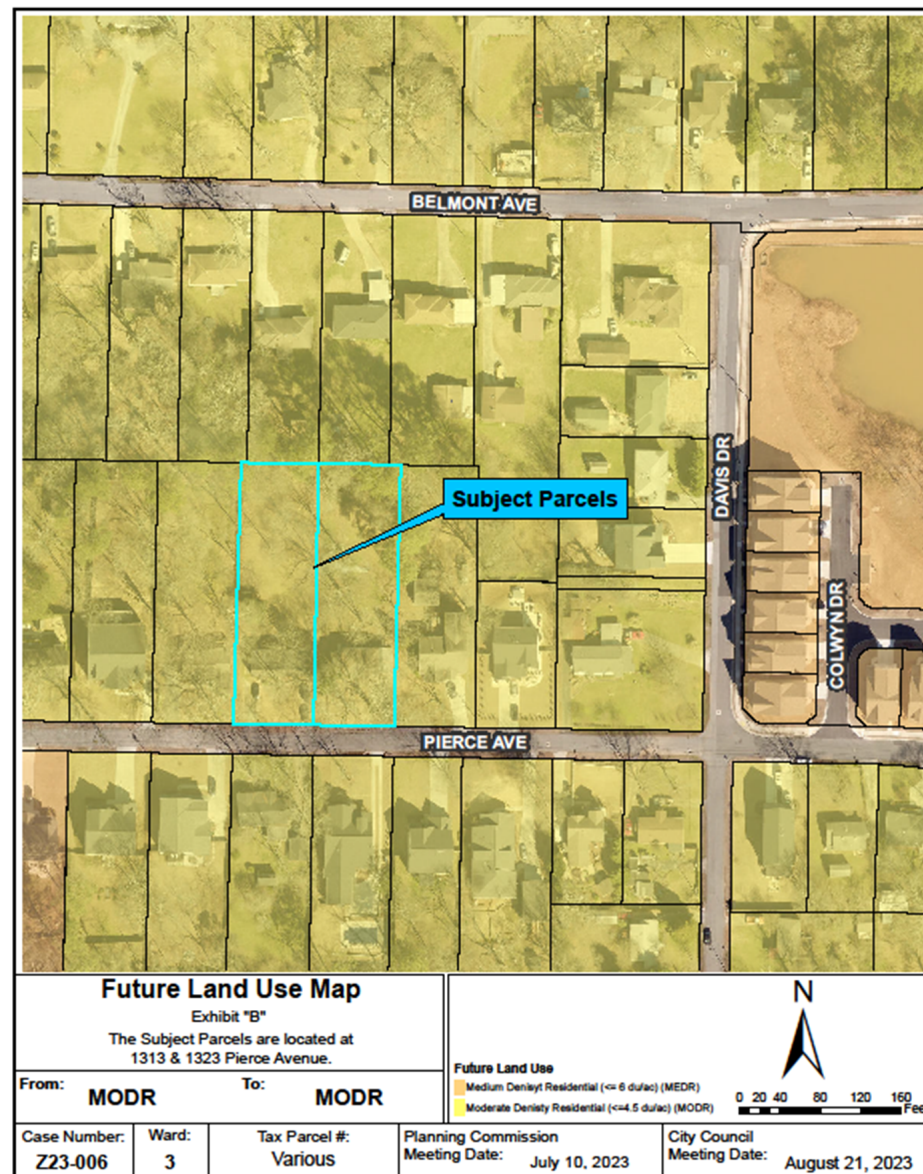 BELMONT AVE
Subject Parcels
DAVIS DR
COLWYN DR
PIERCE AVE
Future Land Use Map
Exhibit "B"
The Subject Parcels are located at
1313 & 1323 Pierce Avenue.
From:
MODR
To:
MODR
Future Land Use
Medium Denisyt Residential (<= 6 du/ac) (MEDR)
Moderate Denisty Residential (<=4.5 du/ac) (MODR)
N
0 20 40 80 120 160
Feet
Case Number:
Z23-006
Ward:
3
Tax Parcel #:
Various
Planning Commission
Meeting Date: July 10, 2023
City Council
Meeting Date: August 21, 2023